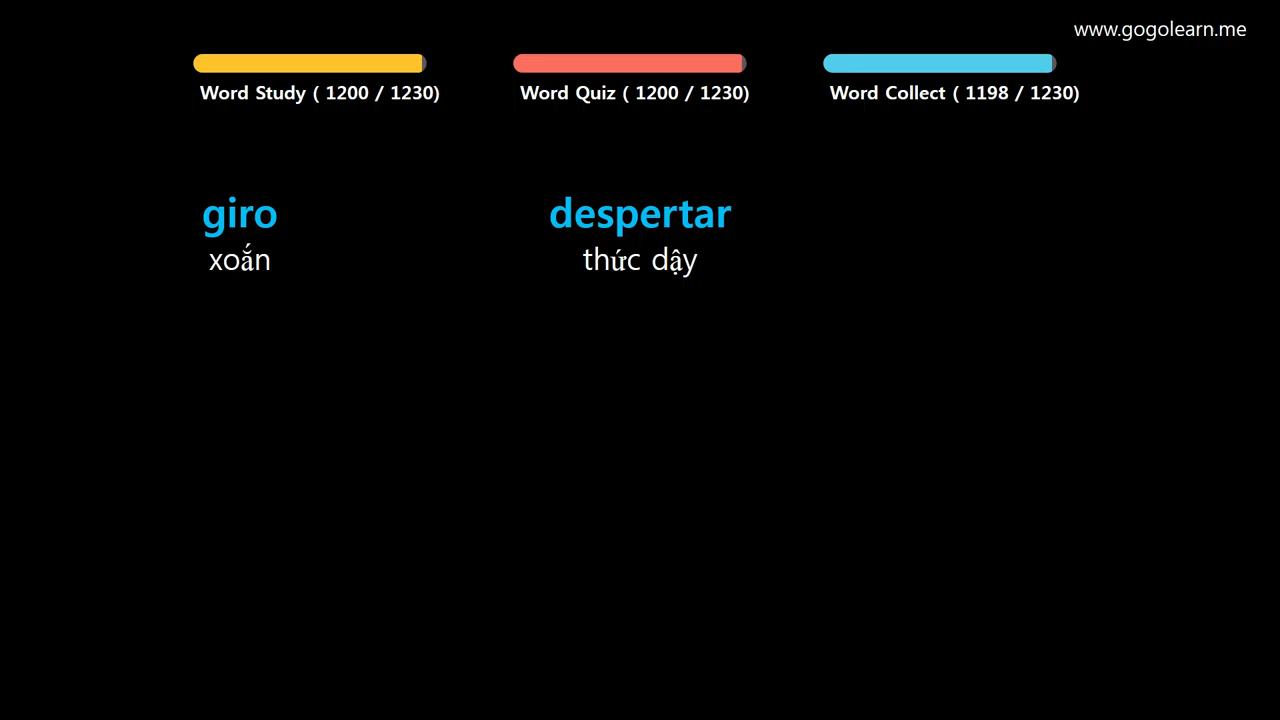 www.gogolearn.me
Word Study ( 1200 / 1230)
Word Quiz ( 1200 / 1230)
Word Collect ( 1198 / 1230)
giro
xoắn
despertar
thức dậy